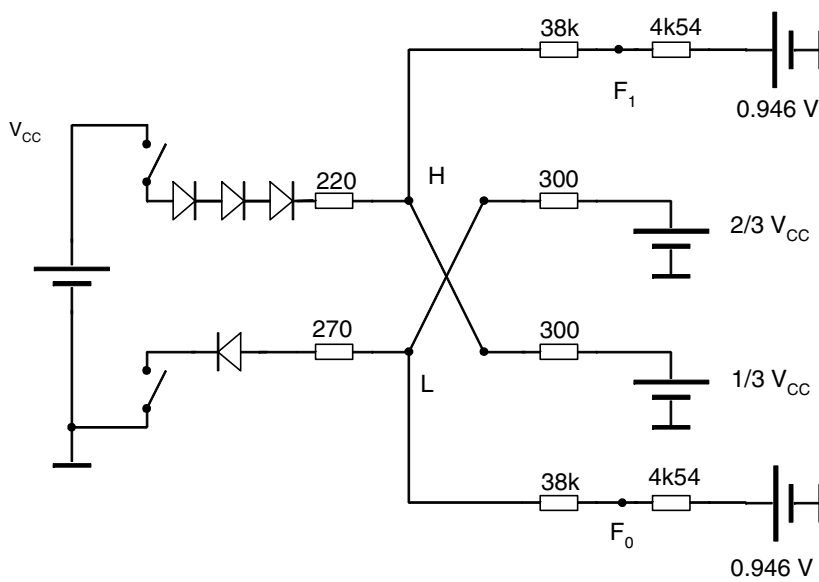 38k 4k54
F1
0.946 V
VCC
220 H 300
2/3 VCC
270 300
L
1/3 VCC
38k 4k54
F0
0.946 V